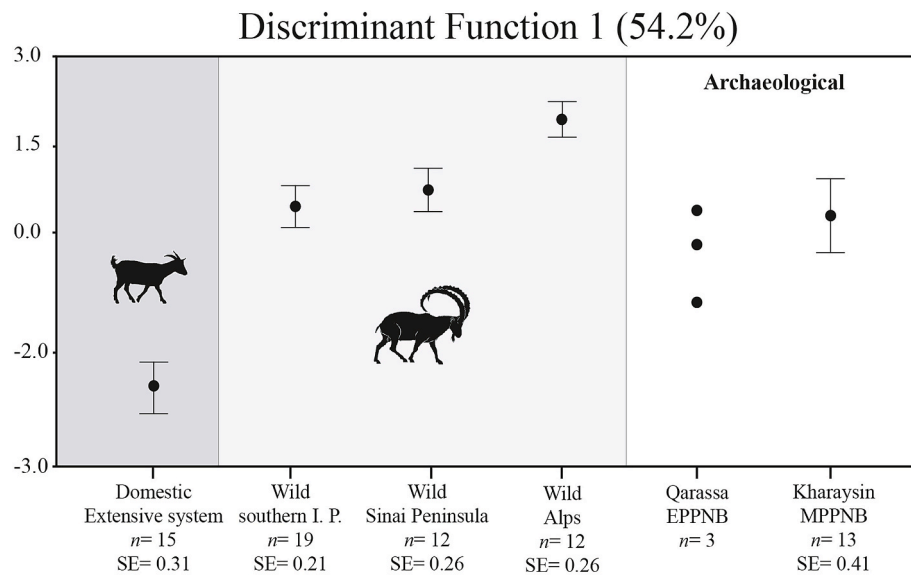 Discriminant Function 1 (54.2%)
3.0
1.5
0.0
-2.0
-3.0
Archaeological
Domestic
Extensive system
n= 15
SE= 0.31
Wild
southern I. P.
n= 19
SE= 0.21
Wild
Sinai Peninsula
n= 12
SE= 0.26
Wild
Alps
n= 12
SE= 0.26
Qarassa
EPPNB
n= 3
Kharaysin
MPPNB
n= 13
SE= 0.41